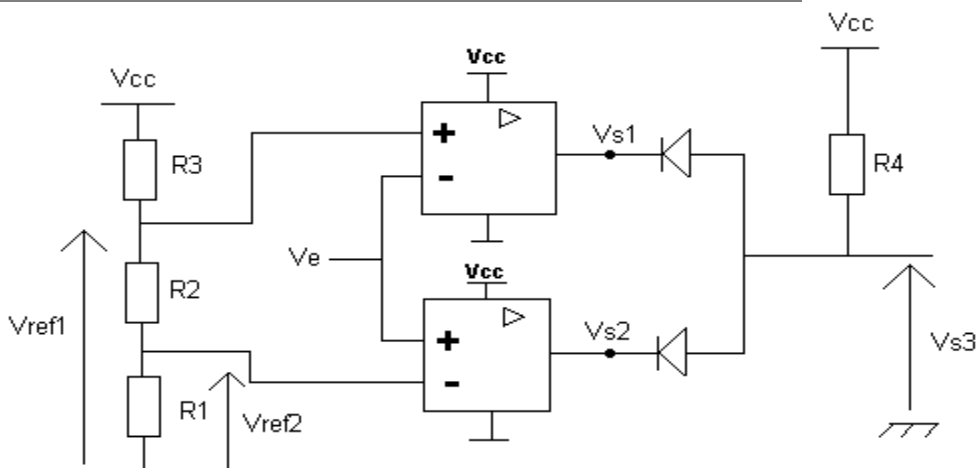 Vcc
Vcc
Vcc
R3
+
-
Vs1
R4
Ve
Vcc
Vref1
R2
+
-
Vs2
Vs3
R1
Vref2